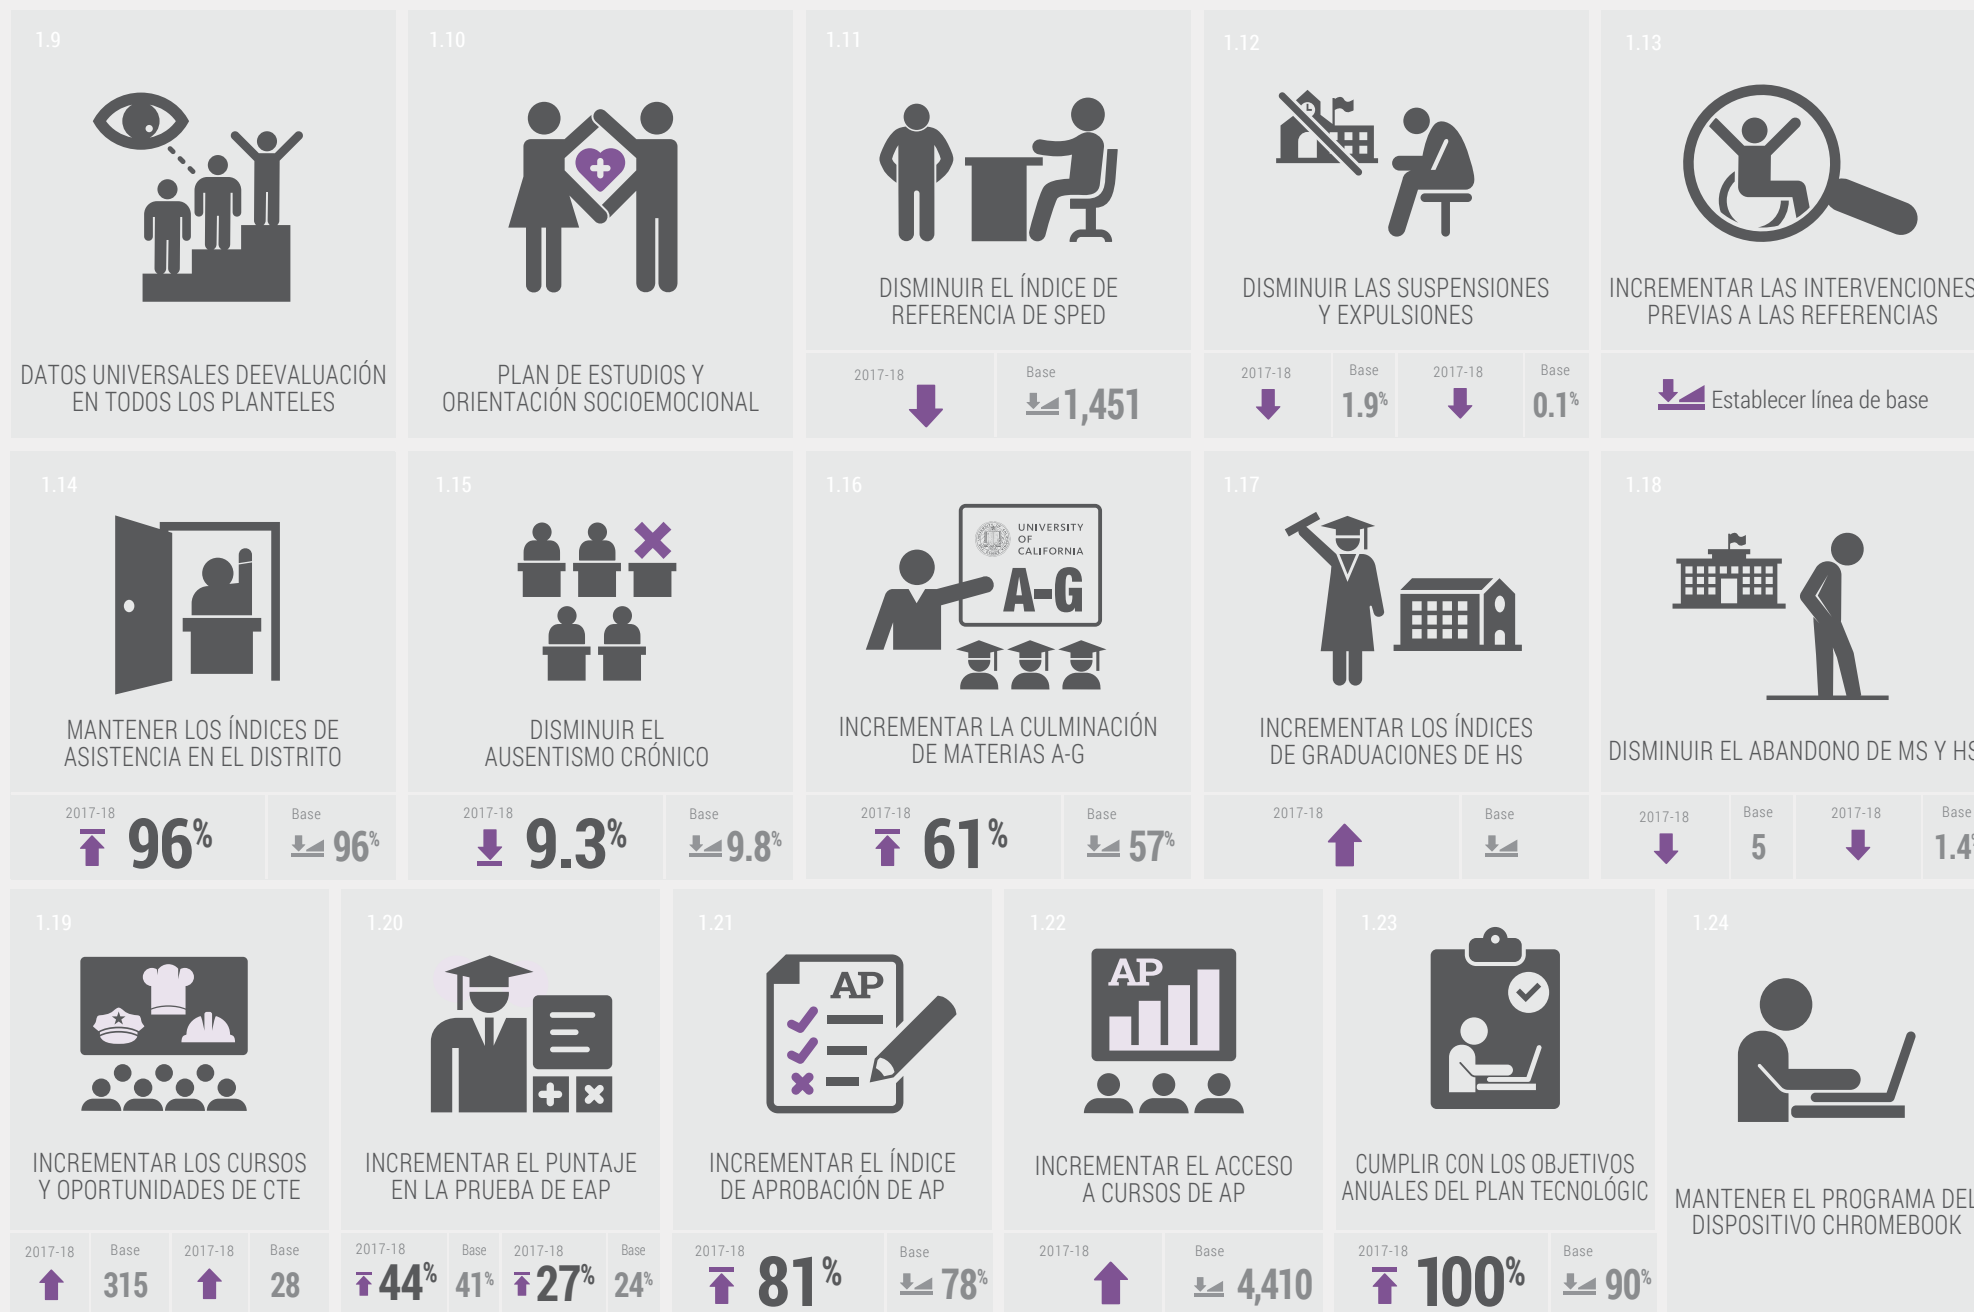 1.9
DATOS UNIVERSALES DEEVALUACIÓN
EN TODOS LOS PLANTELES
1.10
PLAN DE ESTUDIOS Y
ORIENTACIÓN SOCIOEMOCIONAL
1.11
DISMINUIR EL ÍNDICE DE
REFERENCIA DE SPED
2017-18
Base
1,451
1.12
DISMINUIR LAS SUSPENSIONES
Y EXPULSIONES
2017-18
Base
1.9%
2017-18
Base
0.1%
1.13
INCREMENTAR LAS INTERVENCIONES
PREVIAS A LAS REFERENCIAS
Establecer línea de base
1.14
MANTENER LOS ÍNDICES DE
ASISTENCIA EN EL DISTRITO
2017-18
96%
Base
96%
1.15
DISMINUIR EL
AUSENTISMO CRÓNICO
2017-18
9.3%
Base
9.8%
1.16
UNIVERSITY
OF
CALIFORNIA
A-G
INCREMENTAR LA CULMINACIÓN
DE MATERIAS A-G
2017-18
61%
Base
57%
1.17
INCREMENTAR LOS ÍNDICES
DE GRADUACIONES DE HS
2017-18
Base
1.18
DISMINUIR EL ABANDONO DE MS Y HS
2017-18
Base
5
2017-18
Base
1.4%
1.19
INCREMENTAR LOS CURSOS
Y OPORTUNIDADES DE CTE
2017-18
Base
315
2017-18
Base
28
1.20
INCREMENTAR EL PUNTAJE
EN LA PRUEBA DE EAP
2017-18
44%
Base
41%
2017-18
27%
Base
24%
1.21
AP
INCREMENTAR EL ÍNDICE
DE APROBACIÓN DE AP
2017-18
81%
Base
78%
1.22
AP
INCREMENTAR EL ACCESO
A CURSOS DE AP
2017-18
Base
4,410
1.23
CUMPLIR CON LOS OBJETIVOS
ANUALES DEL PLAN TECNOLÓGIC
2017-18
100%
Base
90%
1.24
MANTENER EL PROGRAMA DEL
DISPOSITIVO CHROMEBOOK